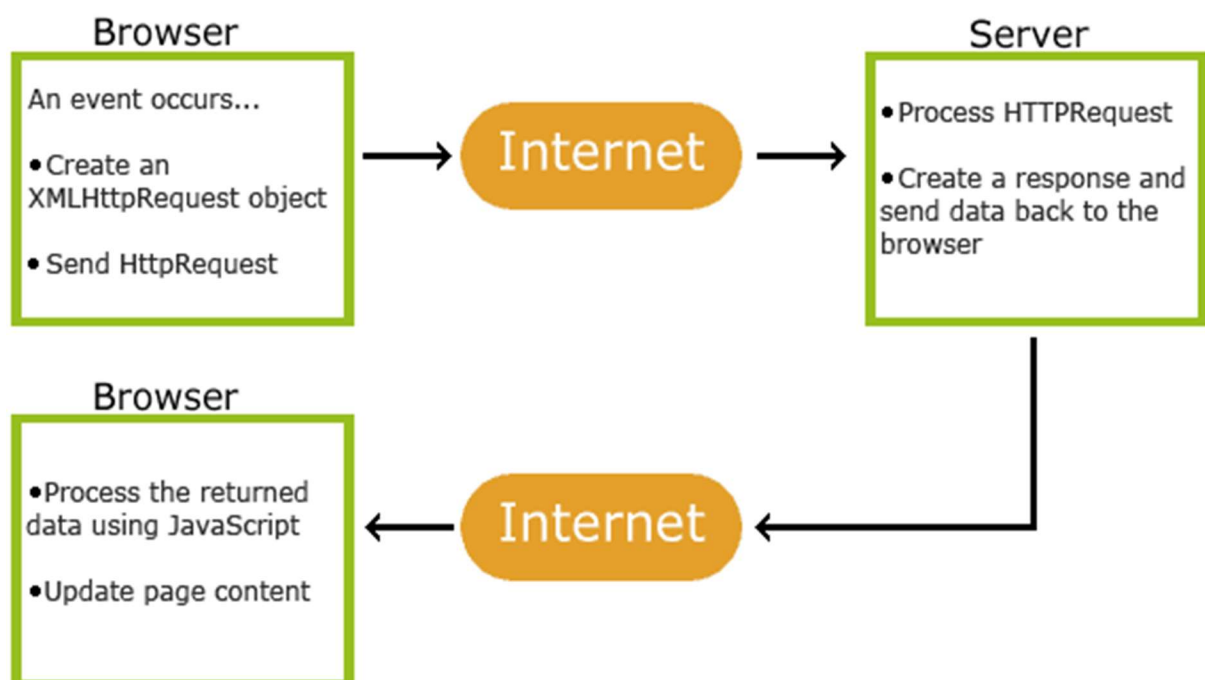 Browser
An event occurs...
•Create an
XMLHttpRequest object
•Send HttpRequest
Internet
Server
•Process HTTPRequest
•Create a response and
send data back to the
browser
Browser
•Process the returned
data using JavaScript
•Update page content
Internet